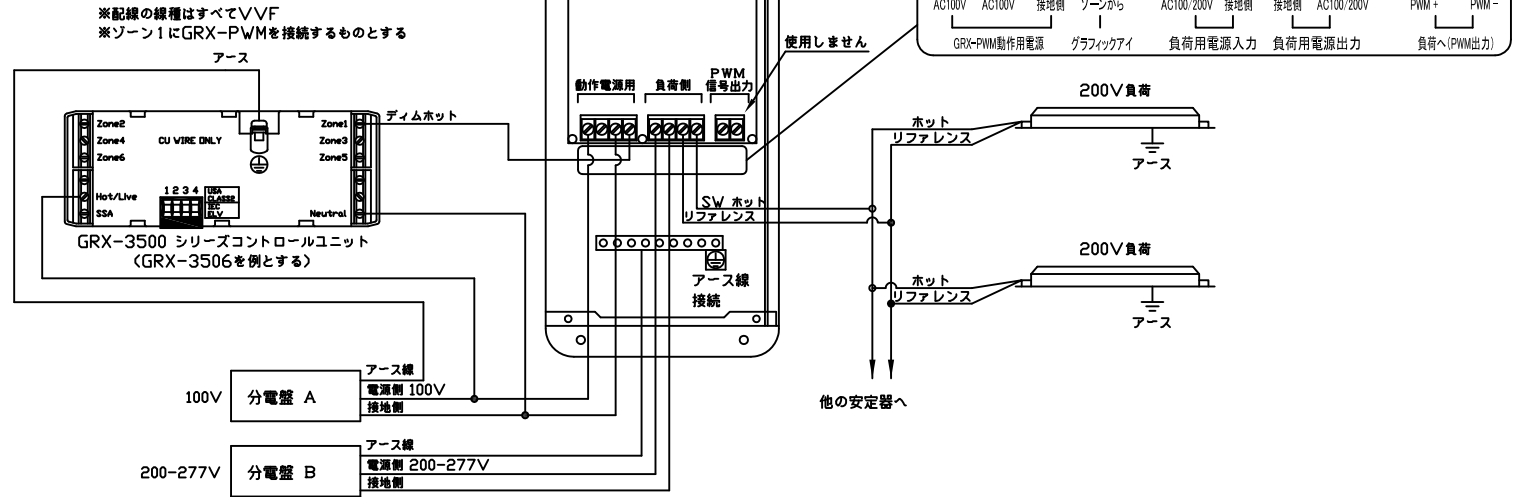 ※配線の線種はすべてVVF
※ゾーン1にGRX-PWMを接続するものとする
アース
AC100V AC100V 接地側 ゾーンから AC100/200V 接地側 接地側 AC100/200V PWM+ PWM-
GRX-PWM動作用電源 グラフィックアイ 負荷用電源入力 負荷用電源出力 負荷へ(PWM出力)
使用しません
動作電源用 負荷側 PWM
信号出力
Zone2
Zone4
Zone6
CU WIRE ONLY
Zone1
Zone3
Zone5
ディムホット
Hot/Live
SSA
1 2 3 4
USA
CLASS2
IEC
ELV
Neutral
GRX-3500 シリーズコントロールユニット
(GRX-3506を例とする)
SW ホット
リファレンス
アース線
接続
200V負荷
ホット
リファレンス
アース
200V負荷
ホット
リファレンス
アース
他の安定器へ
100V 分電盤 A
アース線
電源側 100V
接地側
200-277V 分電盤 B
アース線
電源側 200-277V
接地側